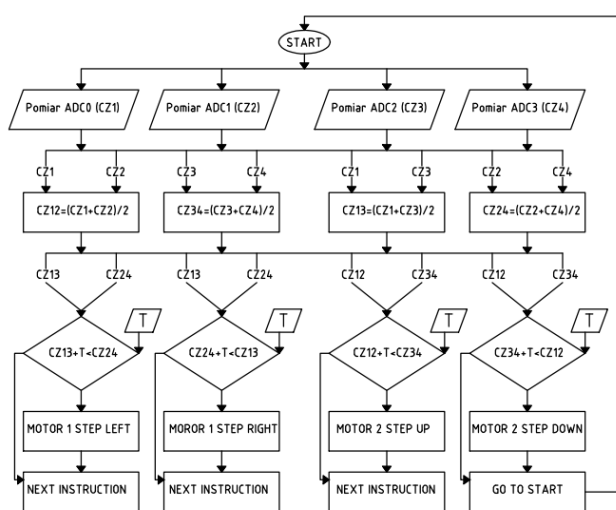 START
Pomiar ADC0 (CZ1)
Pomiar ADC1 (CZ2)
Pomiar ADC2 (CZ3)
Pomiar ADC3 (CZ4)
CZ1
CZ2
CZ3
CZ4
CZ1
CZ3
CZ2
CZ4
CZ12=(CZ1+CZ2)/2
CZ34=(CZ3+CZ4)/2
CZ13=(CZ1+CZ3)/2
CZ24=(CZ2+CZ4)/2
CZ13
CZ24
CZ13
CZ24
CZ12
CZ34
CZ12
CZ34
T
T
T
T
CZ13+T<CZ24
CZ24+T<CZ13
CZ12+T<CZ34
CZ34+T<CZ12
MOTOR 1 STEP LEFT
MOROR 1 STEP RIGHT
MOTOR 2 STEP UP
MOTOR 2 STEP DOWN
NEXT INSTRUCTION
NEXT INSTRUCTION
NEXT INSTRUCTION
GO TO START